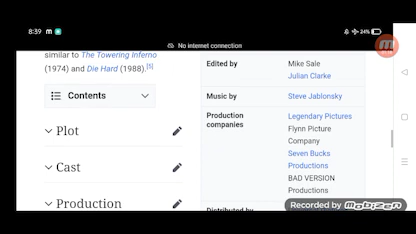 8:39
24%
No internet connection
similar to The Towering Inferno
(1974) and Die Hard (1988).[5]
Contents
Plot
Cast
Production
Edited by
Mike Sale
Julian Clarke
Music by
Steve Jablonsky
Production
companies
Legendary Pictures
Flynn Picture
Company
Seven Bucks
Productions
BAD VERSION
Productions
Distributed by
Recorded by
Mobizen